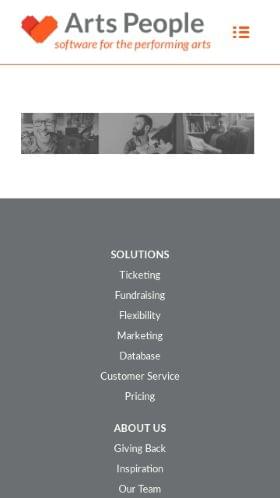 Arts People
software for the performing arts
SOLUTIONS
Ticketing
Fundraising
Flexibility
Marketing
Database
Customer Service
Pricing
ABOUT US
Giving Back
Inspiration
Our Team